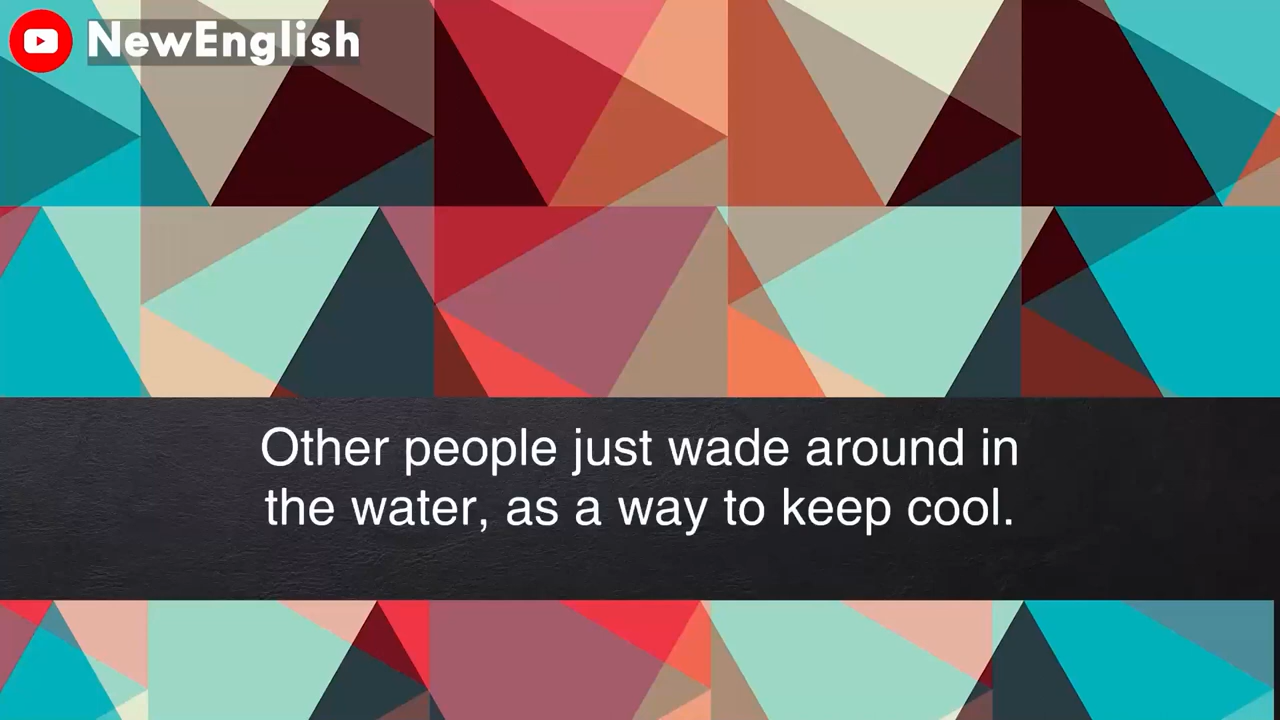 NewEnglish
Other people just wade around in
the water, as a way to keep cool.